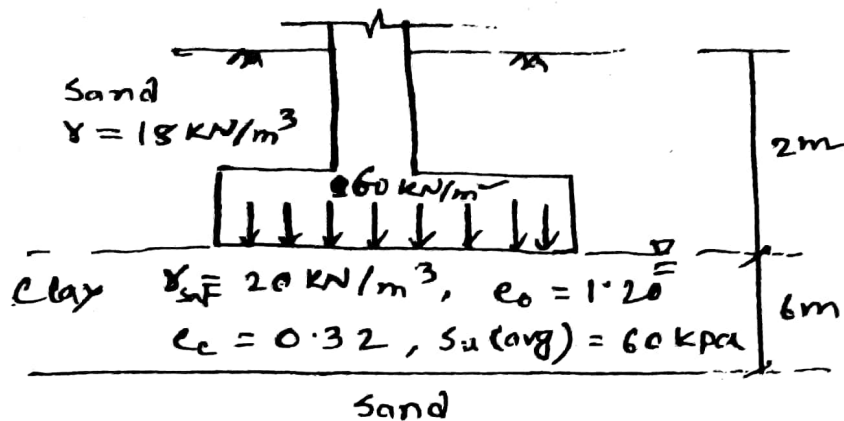 Sand
γ = 18 KN/m³
2m
60 KN/m²
Clay γsat = 20 KN/m³, e₀ = 1.20
6m
Cc = 0.32, Su (avg) = 60 kpa
Sand